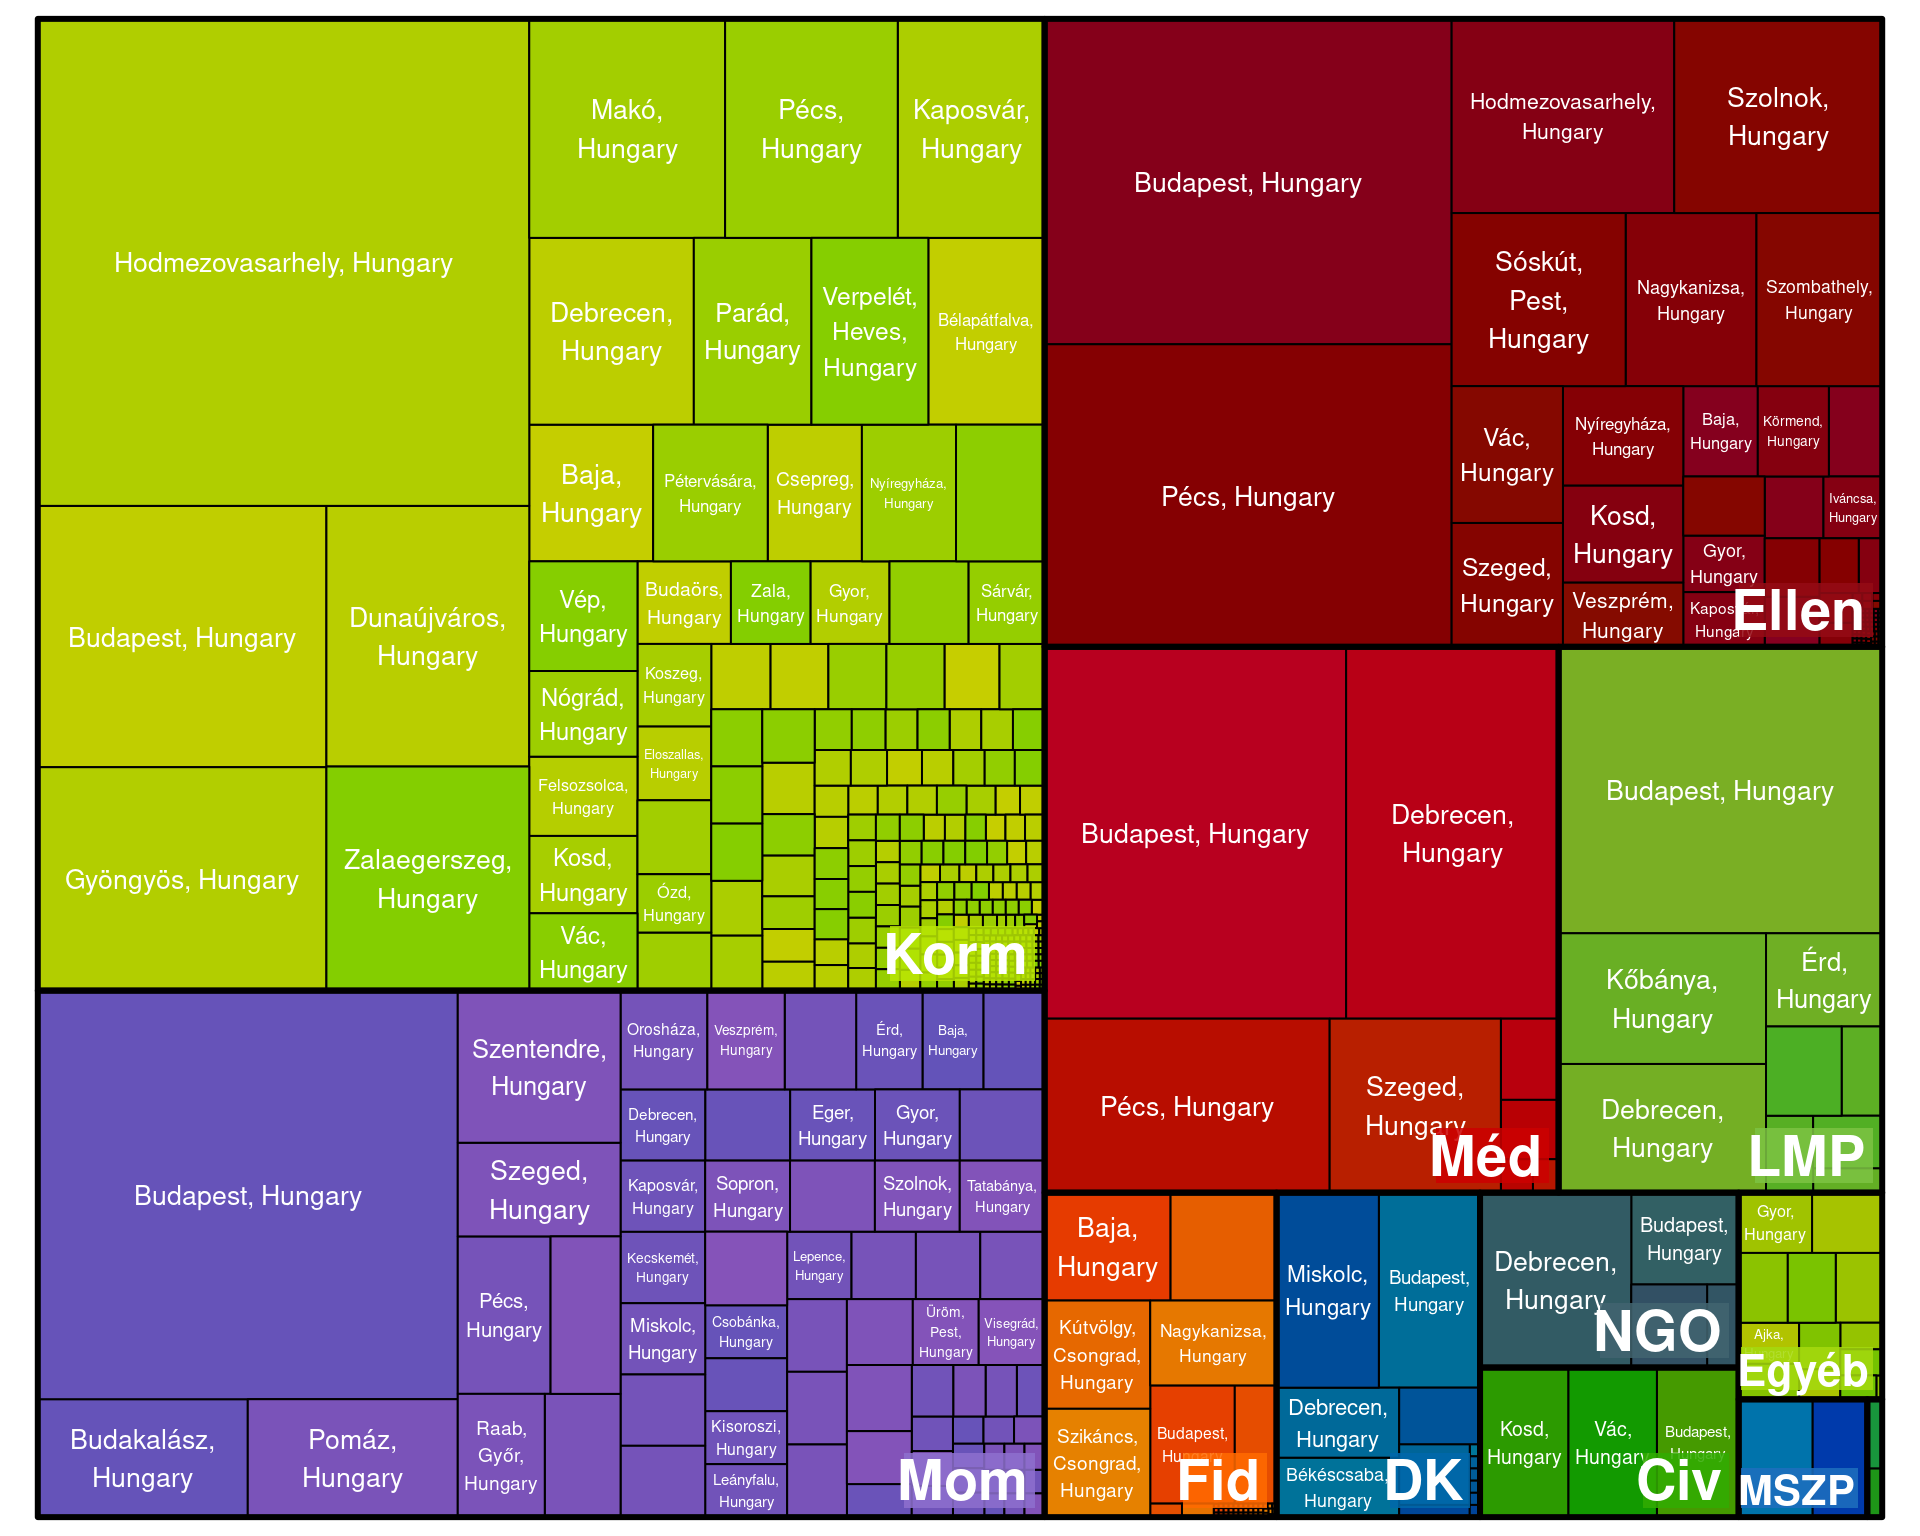 Hodmezovasarhely, Hungary
Budapest, Hungary
Dunaújváros,
Hungary
Gyöngyös, Hungary
Zalaegerszeg,
Hungary
Makó,
Hungary
Pécs,
Hungary
Kaposvár,
Hungary
Debrecen,
Hungary
Parád,
Hungary
Verpelét,
Heves,
Hungary
Bélapátfalva,
Hungary
Baja,
Hungary
Pétervására,
Hungary
Csepreg,
Hungary
Nyíregyháza,
Hungary
Vép,
Hungary
Nógrád,
Hungary
Felsozsolca,
Hungary
Kosd,
Hungary
Vác,
Hungary
Budaörs,
Hungary
Zala,
Hungary
Gyor,
Hungary
Sárvár,
Hungary
Koszeg,
Hungary
Eloszallas,
Hungary
Ózd,
Hungary
Korm
Budapest, Hungary
Pécs, Hungary
Hodmezovasarhely,
Hungary
Szolnok,
Hungary
Sóskút,
Pest,
Hungary
Nagykanizsa,
Hungary
Szombathely,
Hungary
Vác,
Hungary
Szeged,
Hungary
Nyíregyháza,
Hungary
Kosd,
Hungary
Veszprém,
Hungary
Baja,
Hungary
Körmend,
Hungary
Iváncsa,
Hungary
Gyor,
Hungary
Kaposvár,
Hungary
Ellen
Budapest, Hungary
Debrecen,
Hungary
Pécs, Hungary
Szeged,
Hungary
Méd
Budapest, Hungary
Kőbánya,
Hungary
Érd,
Hungary
Debrecen,
Hungary
LMP
Budapest, Hungary
Budakalász,
Hungary
Pomáz,
Hungary
Szentendre,
Hungary
Szeged,
Hungary
Pécs,
Hungary
Raab,
Győr,
Hungary
Orosháza,
Hungary
Veszprém,
Hungary
Érd,
Hungary
Baja,
Hungary
Debrecen,
Hungary
Eger,
Hungary
Gyor,
Hungary
Kaposvár,
Hungary
Sopron,
Hungary
Szolnok,
Hungary
Tatabánya,
Hungary
Kecskemét,
Hungary
Lepence,
Hungary
Miskolc,
Hungary
Csobánka,
Hungary
Üröm,
Pest,
Hungary
Visegrád,
Hungary
Kisoroszi,
Hungary
Leányfalu,
Hungary
Mom
Baja,
Hungary
Kútvölgy,
Csongrad,
Hungary
Nagykanizsa,
Hungary
Szikáncs,
Csongrad,
Hungary
Budapest,
Hungary
Fid
Miskolc,
Hungary
Budapest,
Hungary
Debrecen,
Hungary
Békéscsaba,
Hungary
DK
Debrecen,
Hungary
Budapest,
Hungary
NGO
Kosd,
Hungary
Vác,
Hungary
Budapest,
Hungary
Civ
Gyor,
Hungary
Ajka,
Hungary
Egyéb
MSZP